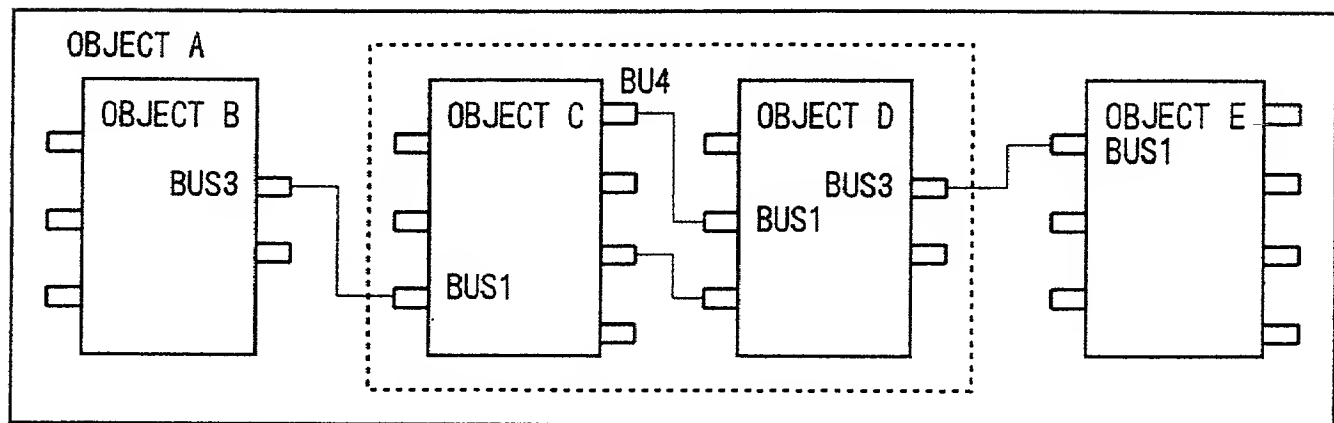 OBJECT A
OBJECT B
BUS3
OBJECT C
BU4
BUS1
OBJECT D
BUS3
BUS1
OBJECT E
BUS1